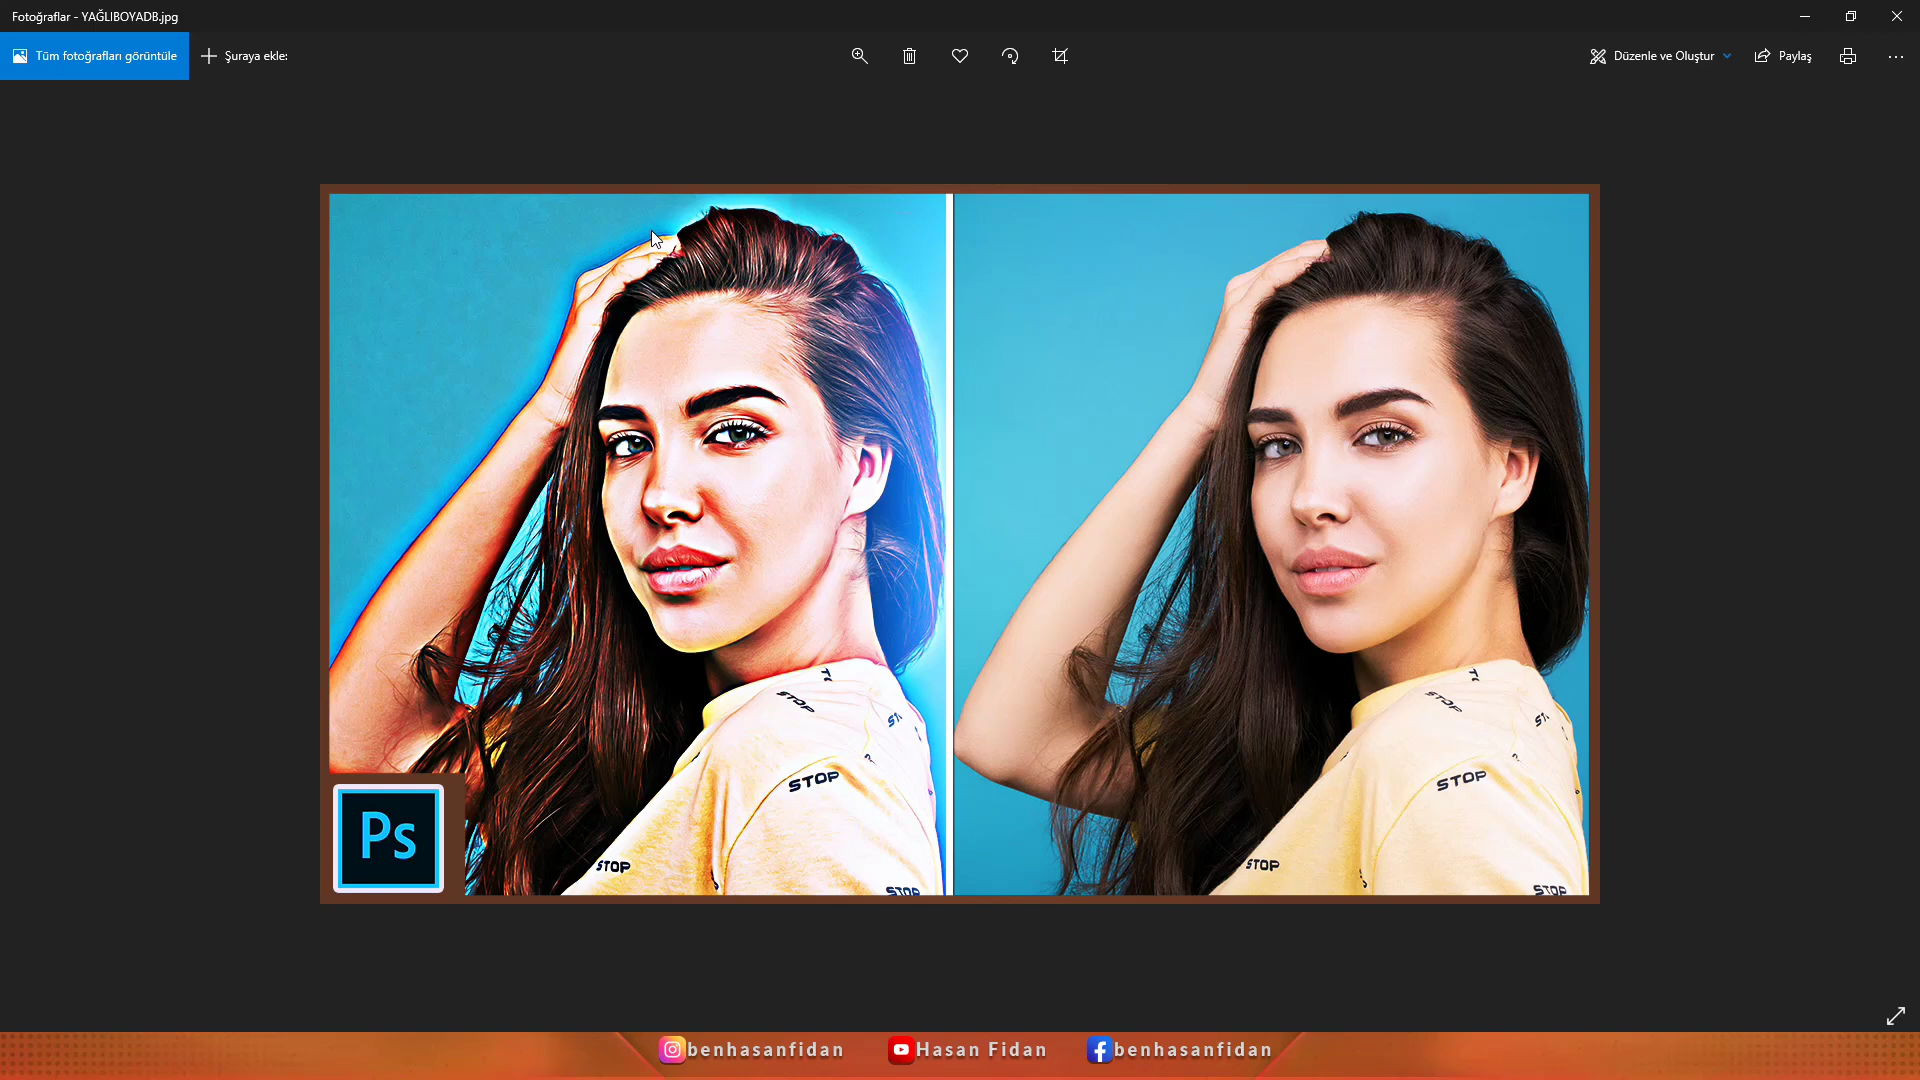 Fotoğraflar - YAĞLIBOYADB.jpg
Tüm fotoğrafları görüntüle
Şuraya ekle:
Düzenle ve Oluştur
Paylaş
STOP
STOP
STOP
STOP
STOP
STOP
STOP
STOP
Ps
benhasanfidan
Hasan Fidan
benhasanfidan